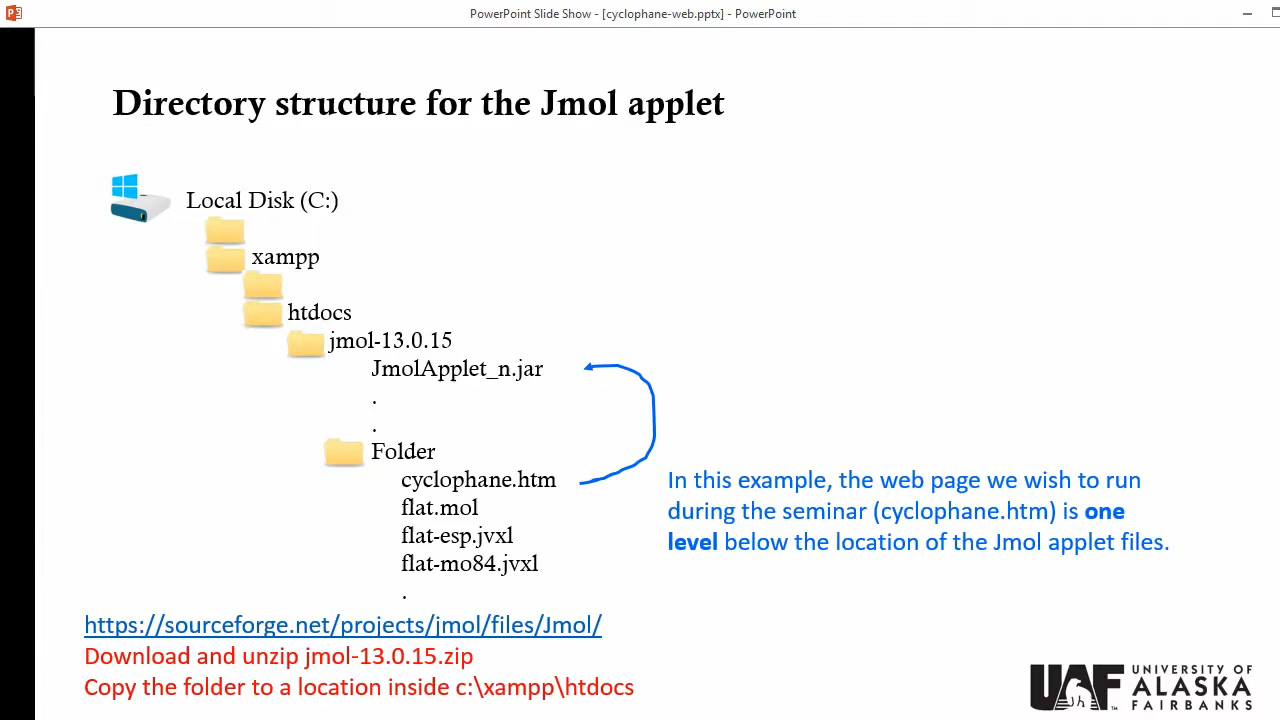 PowerPoint Slide Show - [cyclophane-web.pptx] - PowerPoint
Directory structure for the Jmol applet
Local Disk (C:)
xampp
htdocs
jmol-13.0.15
JmolApplet_n.jar
.
.
Folder
cyclophane.htm
flat.mol
flat-esp.jvxl
flat-mo84.jvxl
.
In this example, the web page we wish to run
during the seminar (cyclophane.htm) is one
level below the location of the Jmol applet files.
https://sourceforge.net/projects/jmol/files/Jmol/
Download and unzip jmol-13.0.15.zip
Copy the folder to a location inside c:\xampp\htdocs
UAF
UNIVERSITY OF
ALASKA
FAIRBANKS